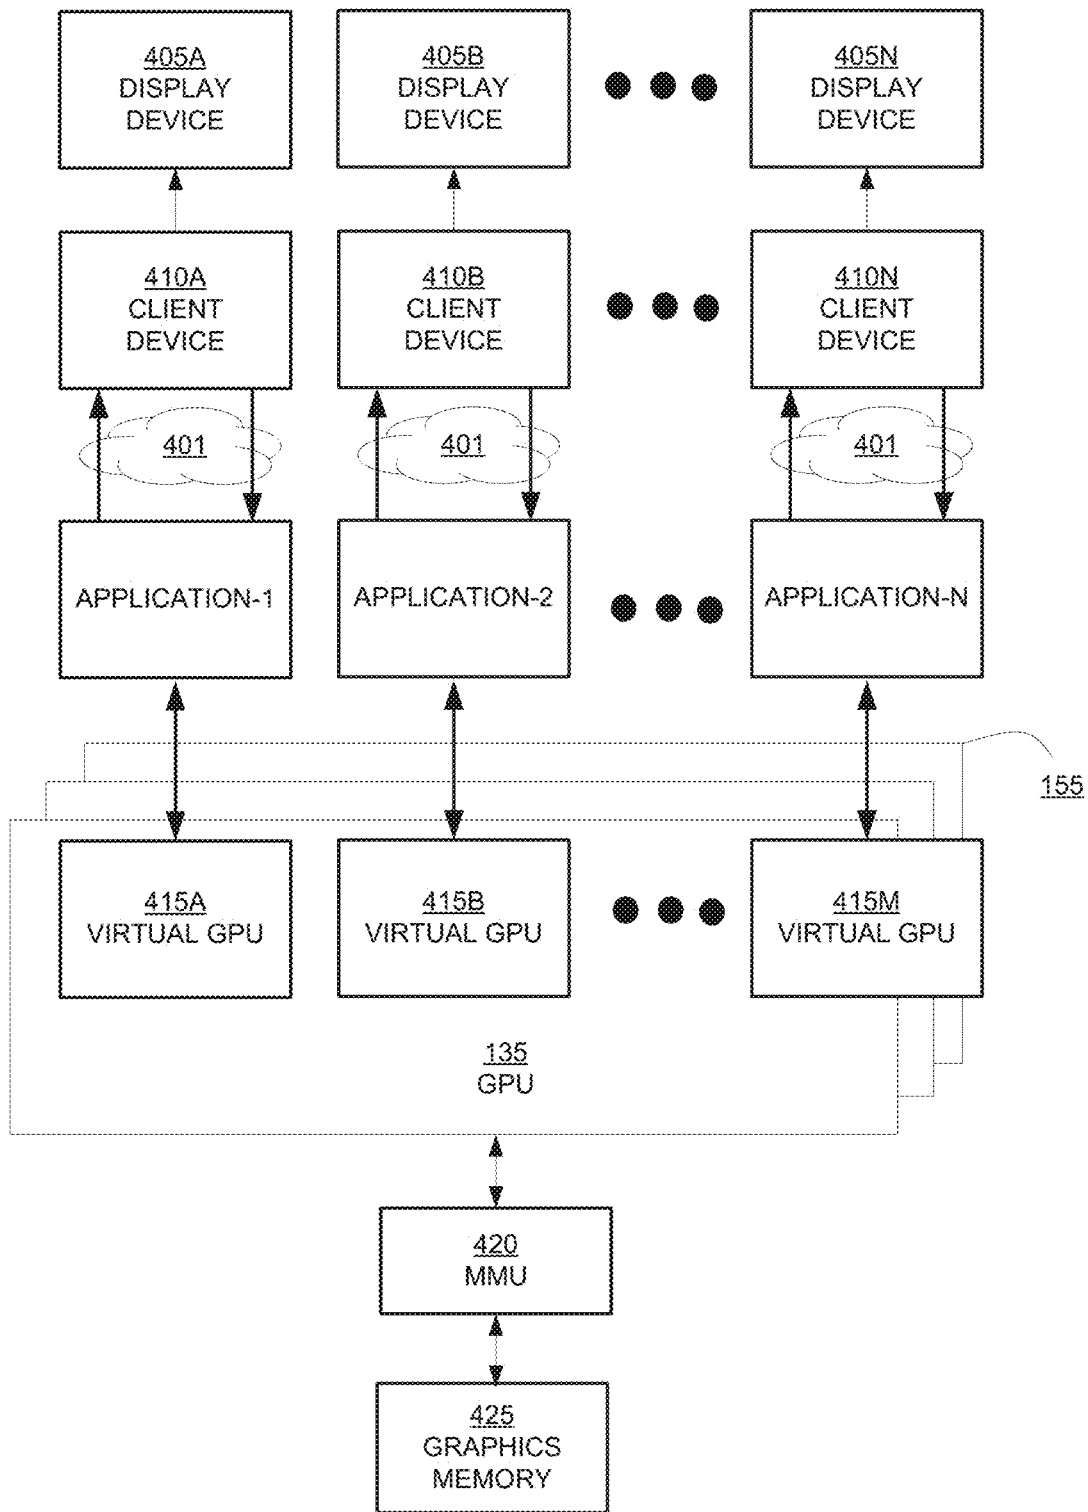 405A
DISPLAY
DEVICE
405B
DISPLAY
DEVICE
405N
DISPLAY
DEVICE
410A
CLIENT
DEVICE
410B
CLIENT
DEVICE
410N
CLIENT
DEVICE
401
401
401
APPLICATION-1
APPLICATION-2
APPLICATION-N
155
415A
VIRTUAL GPU
415B
VIRTUAL GPU
415M
VIRTUAL GPU
135
GPU
420
MMU
425
GRAPHICS
MEMORY